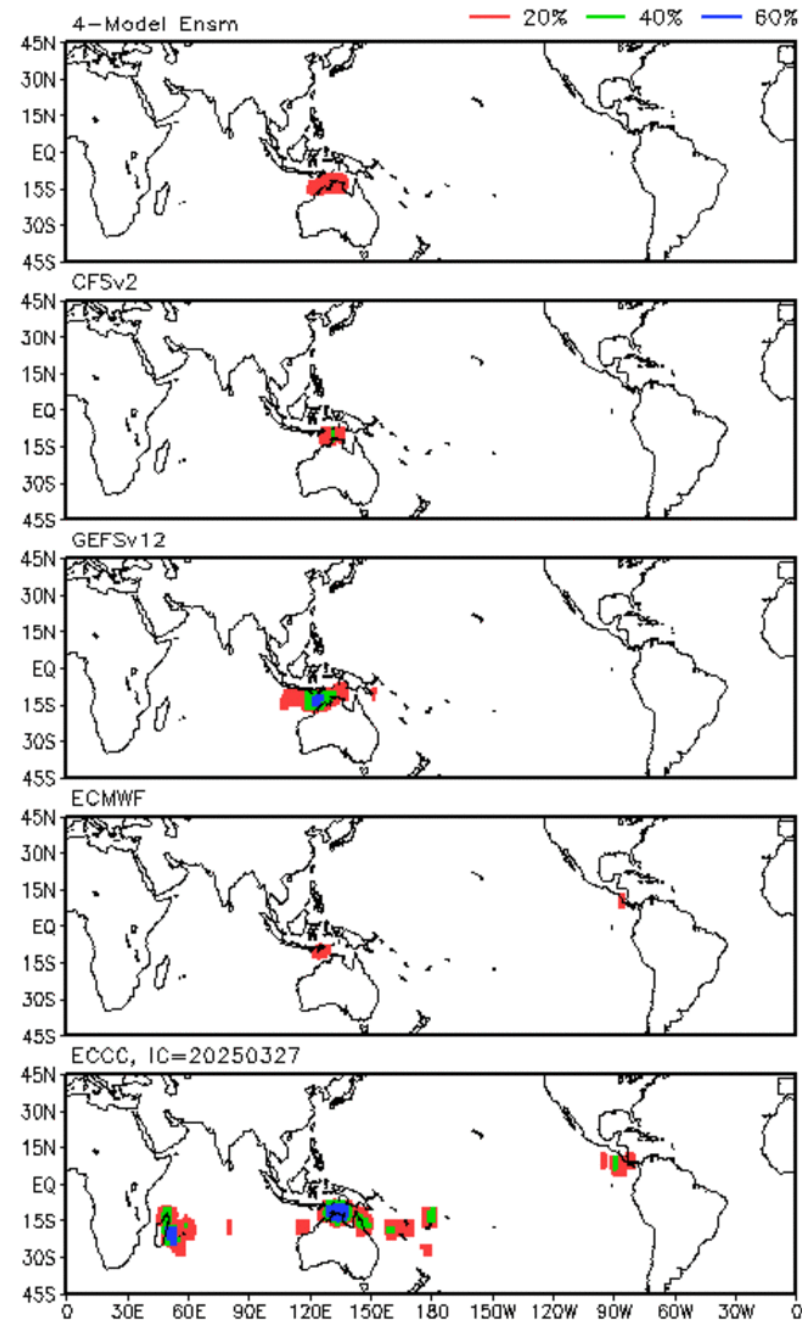 4-Model Ensm 20% 40% 60%
45N
30N
15N
EQ
15S
30S
45S
CFSv2
45N
30N
15N
EQ
15S
30S
45S
GEFSv12
45N
30N
15N
EQ
15S
30S
45S
ECMWF
45N
30N
15N
EQ
15S
30S
45S
ECCC, IC=20250327
45N
30N
15N
EQ
15S
30S
45S
0 30E 60E 90E 120E 150E 180 150W 120W 90W 60W 30W 0